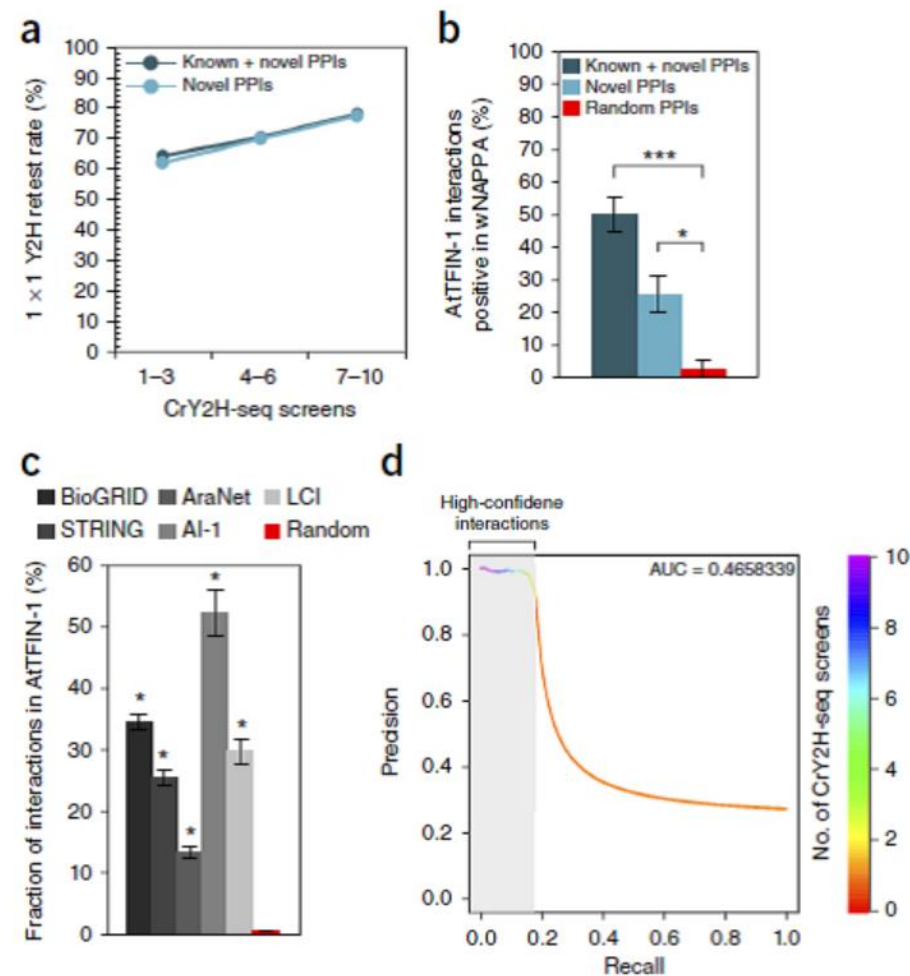 a
1 × 1 Y2H retest rate (%)
100
90
80
70
60
50
40
30
20
10
0
Known + novel PPIs
Novel PPIs
1–3 4–6 7–10
CrY2H-seq screens
b
AtTFIN-1 interactions
positive in wNAPPA (%)
100
90
80
70
60
50
40
30
20
10
0
Known + novel PPIs
Novel PPIs
Random PPIs
***
*
c
BioGRID AraNet LCI
STRING AI-1 Random
Fraction of interactions in AtTFIN-1 (%)
60
50
40
30
20
10
0
* * * * *
d
High-confidene
interactions
AUC = 0.4658339
Precision
1.0
0.8
0.6
0.4
0.2
0.0
0.0 0.2 0.4 0.6 0.8 1.0
Recall
No. of CrY2H-seq screens
10
8
6
4
2
0